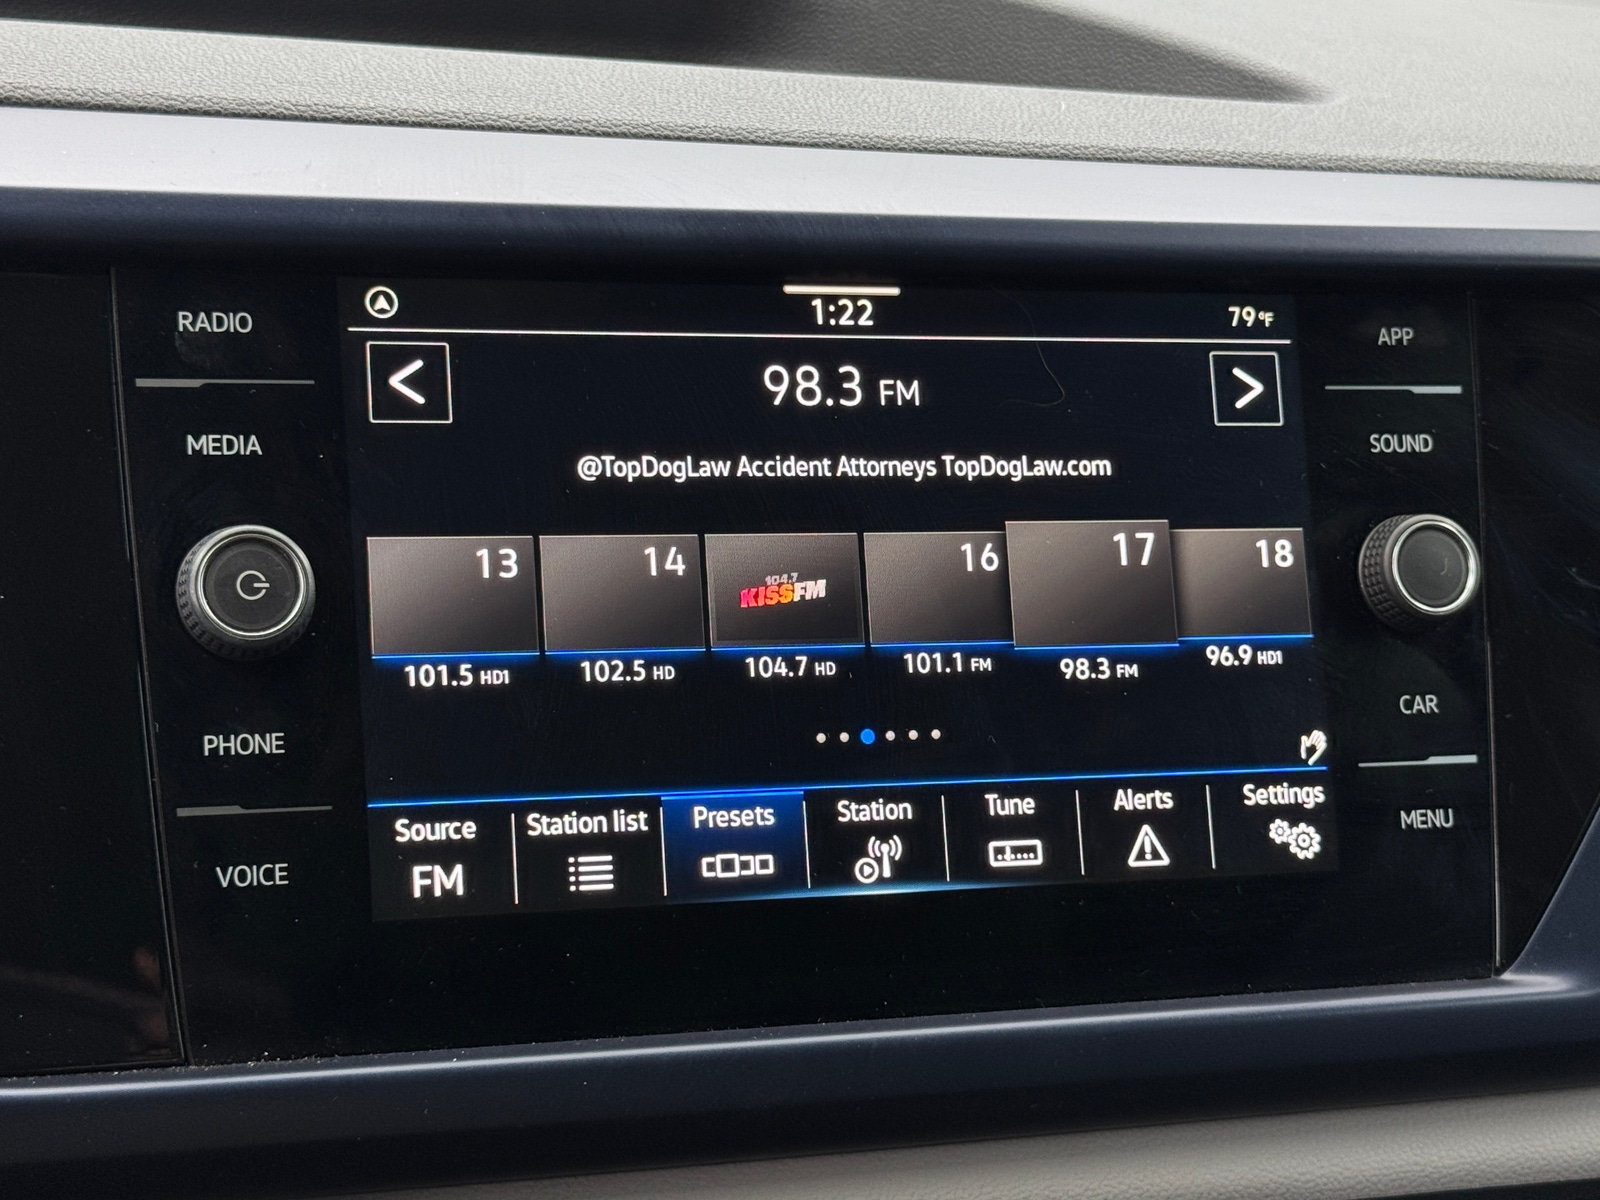 RADIO
MEDIA
PHONE
VOICE
1:22
79°F
<
98.3 FM
>
@TopDogLaw Accident Attorneys TopDogLaw.com
13
14
104.7
KISSFM
16
17
18
101.5 HD1
102.5 HD
104.7 HD
101.1 FM
98.3 FM
96.9 HD1
Source
FM
Station list
Presets
Station
Tune
Alerts
Settings
APP
SOUND
CAR
MENU